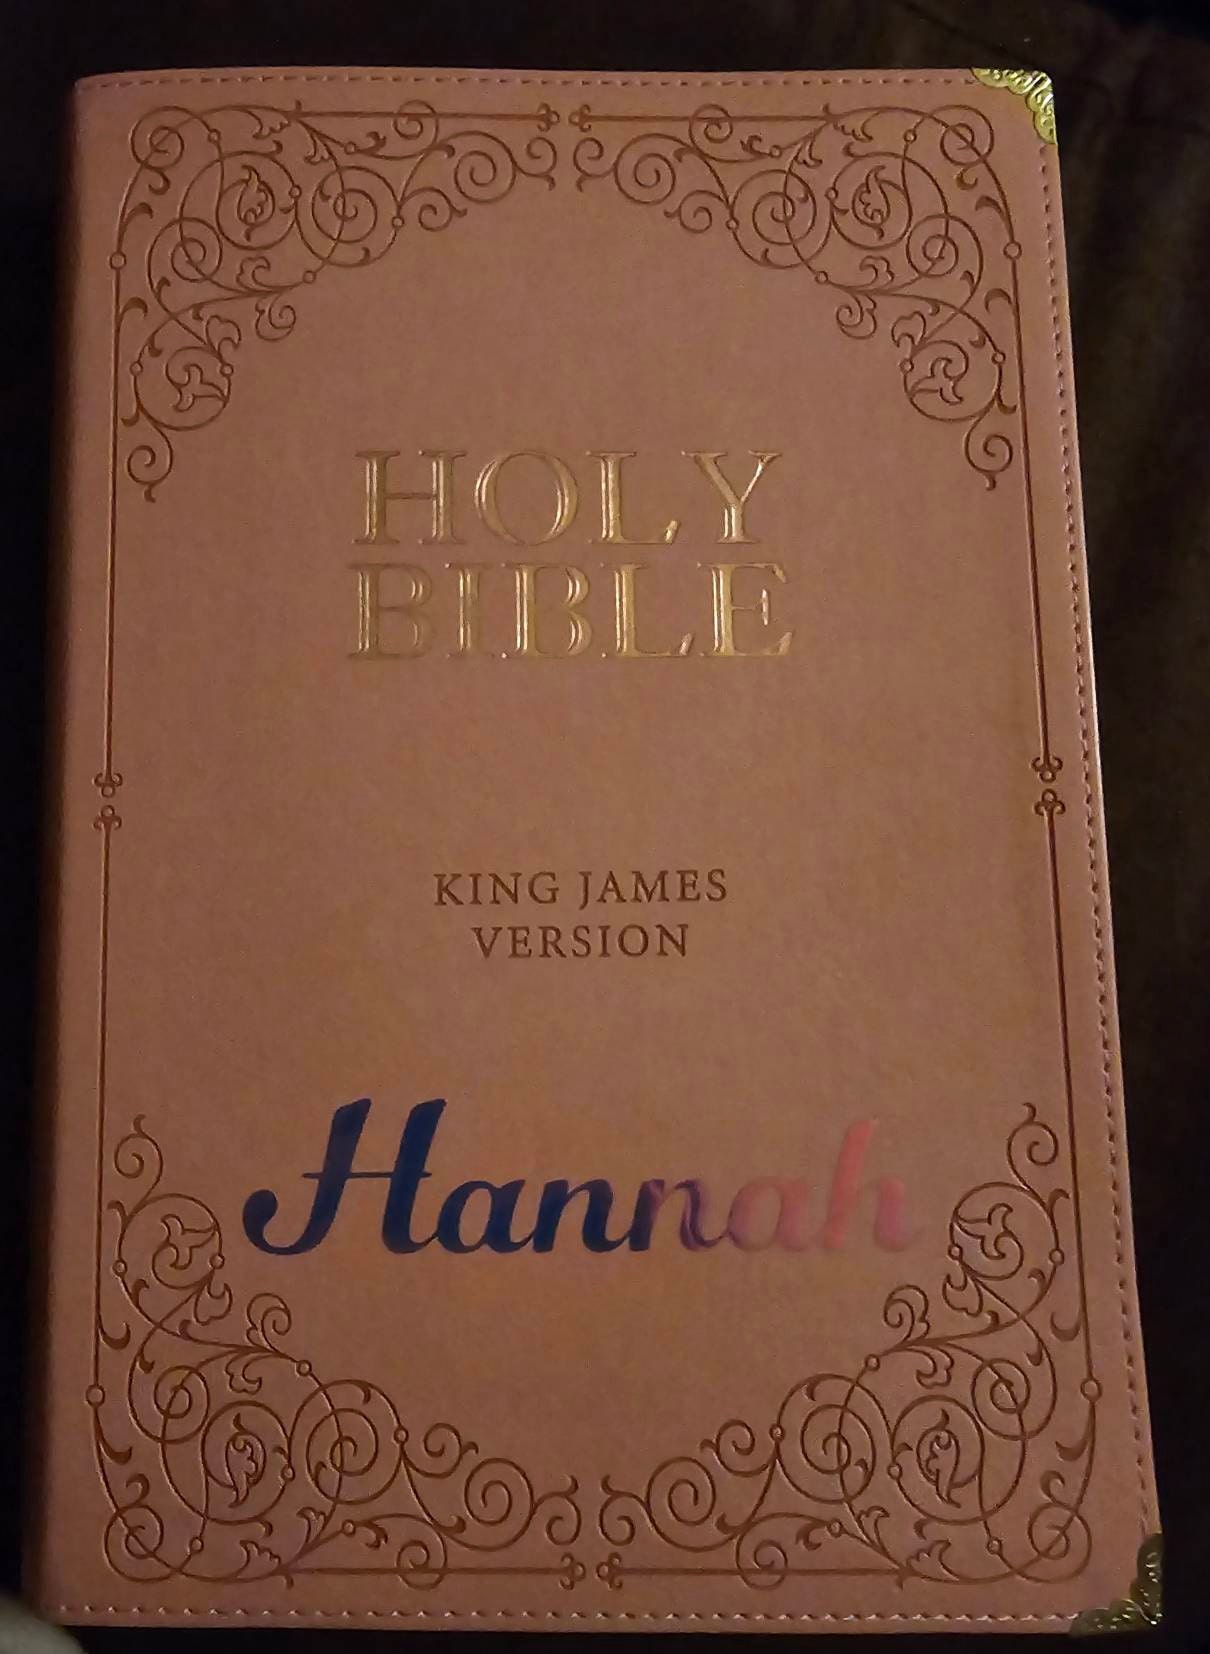 HOLY
BIBLE
KING JAMES
VERSION
Hannah